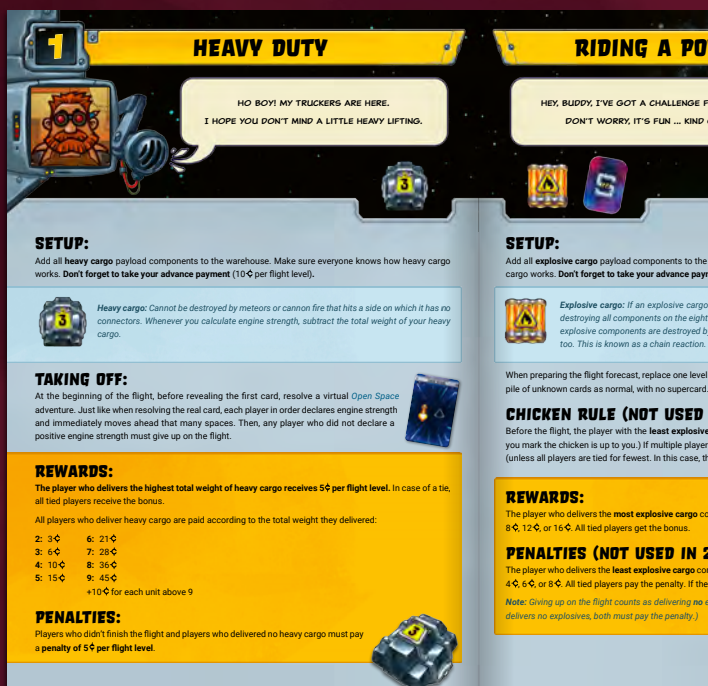 1
HEAVY DUTY
HO BOY! MY TRUCKERS ARE HERE.
I HOPE YOU DON'T MIND A LITTLE HEAVY LIFTING.
3
SETUP:
Add all heavy cargo payload components to the warehouse. Make sure everyone knows how heavy cargo
works. Don't forget to take your advance payment (10¢ per flight level).
3
Heavy cargo: Cannot be destroyed by meteors or cannon fire that hits a side on which it has no
connectors. Whenever you calculate engine strength, subtract the total weight of your heavy
cargo.
TAKING OFF:
At the beginning of the flight, before revealing the first card, resolve a virtual Open Space
adventure. Just like when resolving the real card, each player in order declares engine strength
and immediately moves ahead that many spaces. Then, any player who did not declare a
positive engine strength must give up on the flight.
REWARDS:
The player who delivers the highest total weight of heavy cargo receives 5¢ per flight level. In case of a tie,
all tied players receive the bonus.
All players who deliver heavy cargo are paid according to the total weight they delivered:
2: 3¢ 6: 21¢
3: 6¢ 7: 28¢
4: 10¢ 8: 36¢
5: 15¢ 9: 45¢
+10¢ for each unit above 9
PENALTIES:
Players who didn't finish the flight and players who delivered no heavy cargo must pay
a penalty of 5¢ per flight level.
3
RIDING A PO
HEY, BUDDY, I'VE GOT A CHALLENGE F
DON'T WORRY, IT'S FUN ... KIND
SETUP:
Add all explosive cargo payload components to the
cargo works. Don't forget to take your advance paym
Explosive cargo: If an explosive cargo
destroying all components on the eight
explosive components are destroyed by
too. This is known as a chain reaction.
When preparing the flight forecast, replace one level
pile of unknown cards as normal, with no supercard.
CHICKEN RULE (NOT USED
Before the flight, the player with the least explosive
you mark the chicken is up to you.) If multiple player
(unless all players are tied for fewest. In this case, th
REWARDS:
The player who delivers the most explosive cargo co
8¢, 12¢, or 16¢. All tied players get the bonus.
PENALTIES (NOT USED IN 2
The player who delivers the least explosive cargo con
4¢, 6¢, or 8¢. All tied players pay the penalty. If the
Note: Giving up on the flight counts as delivering no e
delivers no explosives, both must pay the penalty.)